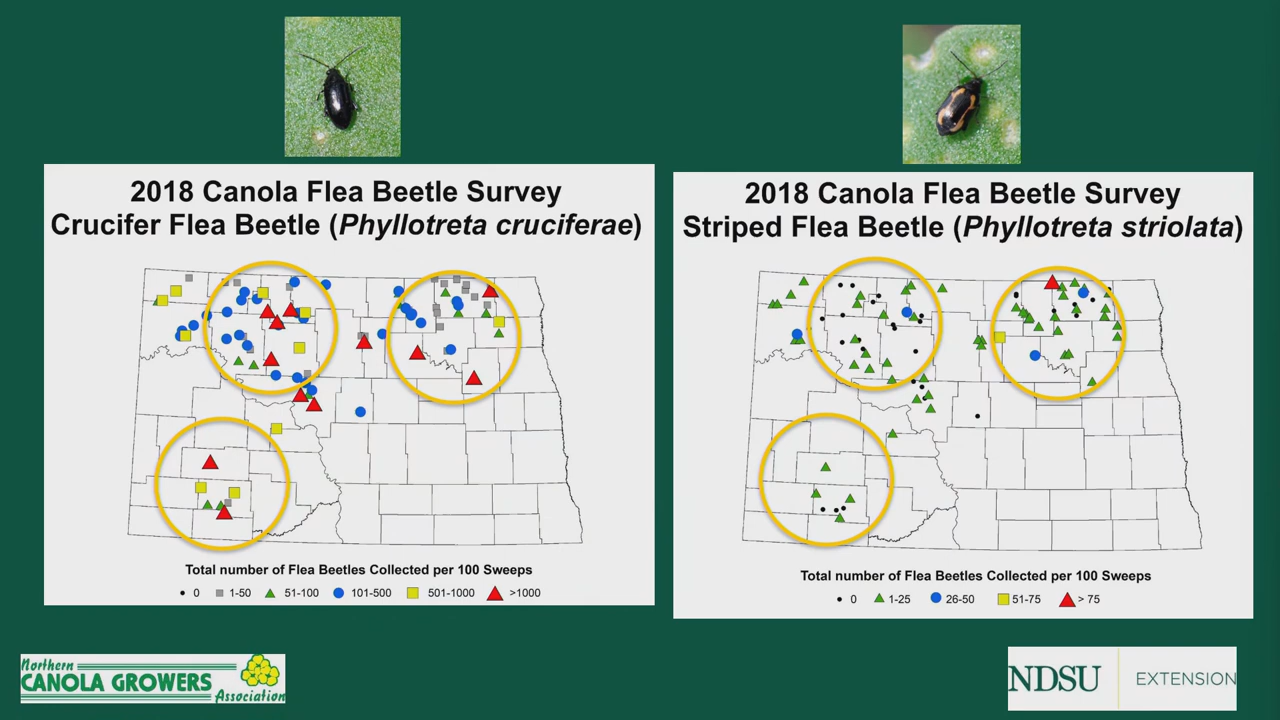 2018 Canola Flea Beetle Survey
Crucifer Flea Beetle (Phyllotreta cruciferae)
Total number of Flea Beetles Collected per 100 Sweeps
0 1-50 51-100 101-500 501-1000 >1000
2018 Canola Flea Beetle Survey
Striped Flea Beetle (Phyllotreta striolata)
Total number of Flea Beetles Collected per 100 Sweeps
0 1-25 26-50 51-75 > 75
Northern
CANOLA GROWERS
Association
NDSU EXTENSION